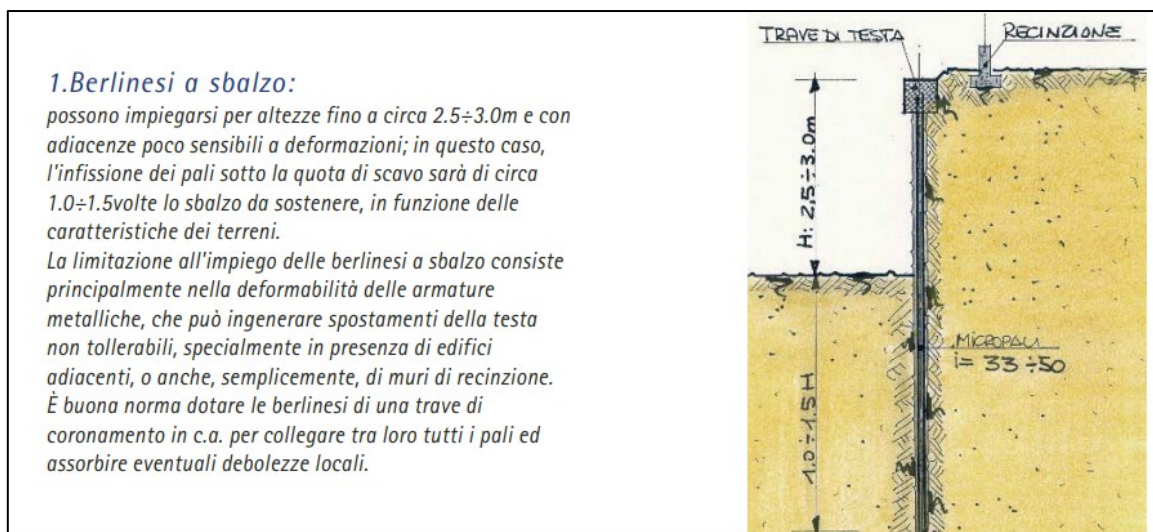 1.Berlinesi a sbalzo:
possono impiegarsi per altezze fino a circa 2.5÷3.0m e con
adiacenze poco sensibili a deformazioni; in questo caso,
l'infissione dei pali sotto la quota di scavo sarà di circa
1.0÷1.5volte lo sbalzo da sostenere, in funzione delle
caratteristiche dei terreni.
La limitazione all'impiego delle berlinesi a sbalzo consiste
principalmente nella deformabilità delle armature
metalliche, che può ingenerare spostamenti della testa
non tollerabili, specialmente in presenza di edifici
adiacenti, o anche, semplicemente, di muri di recinzione.
È buona norma dotare le berlinesi di una trave di
coronamento in c.a. per collegare tra loro tutti i pali ed
assorbire eventuali debolezze locali.
TRAVE DI TESTA
RECINZIONE
H: 2,5÷3.0m
MICROPALI
i= 33÷50
1.0÷1.5 H